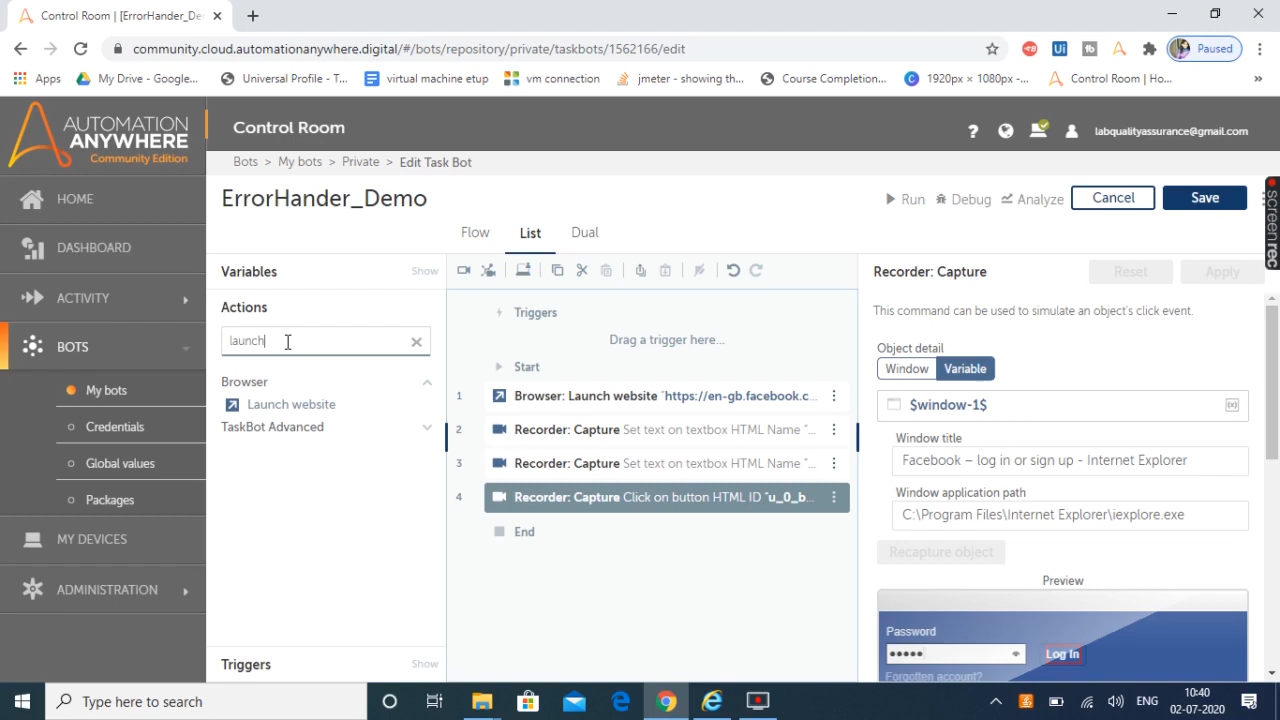 Control Room | [ErrorHander_De
community.cloud.automationanywhere.digital/#/bots/repository/private/taskbots/1562166/edit
Paused
Apps
My Drive - Google...
Universal Profile - T...
virtual machine etup
vm connection
jmeter - showing th...
Course Completion...
1920px × 1080px –...
Control Room | Ho...
»
AUTOMATION
ANYWHERE
Community Edition
Control Room
labqualityassurance@gmail.com
Bots > My bots > Private > Edit Task Bot
HOME
DASHBOARD
ACTIVITY
BOTS
My bots
Credentials
Global values
Packages
MY DEVICES
ADMINISTRATION
ErrorHander_Demo
Run
Debug
Analyze
Cancel
Save
Flow
List
Dual
Variables
Show
Actions
launch
Browser
Launch website
TaskBot Advanced
Triggers
Show
Triggers
Drag a trigger here...
Start
1 Browser: Launch website "https://en-gb.facebook.c...
2 Recorder: Capture Set text on textbox HTML Name "...
3 Recorder: Capture Set text on textbox HTML Name "...
4 Recorder: Capture Click on button HTML ID "u_0_b...
End
Recorder: Capture
Reset
Apply
This command can be used to simulate an object's click event.
Object detail
Window
Variable
$window-1$
(x)
Window title
Facebook – log in or sign up - Internet Explorer
Window application path
C:\Program Files\Internet Explorer\iexplore.exe
Recapture object
Preview
Password
Log In
Forgotten account?
screenrec
Type here to search
ENG
10:40
02-07-2020